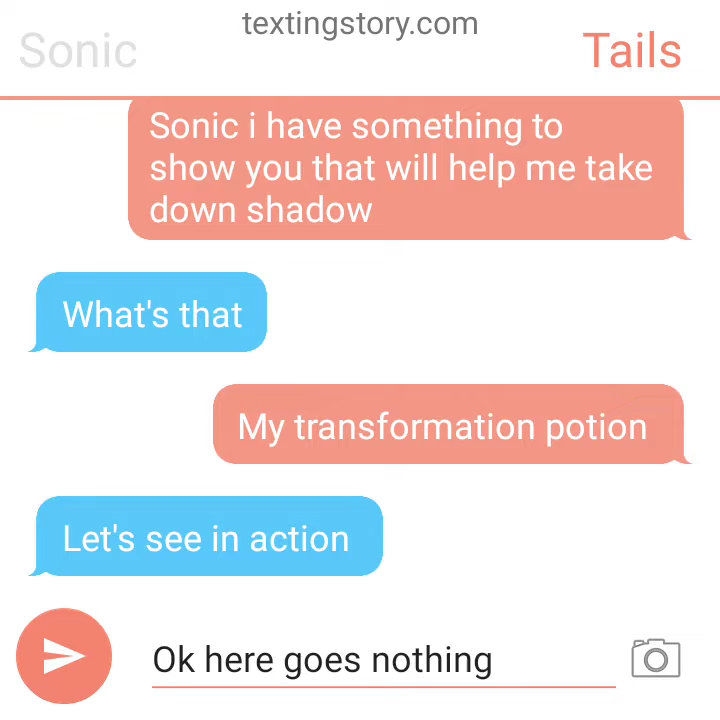 textingstory.com
Sonic
Tails
Sonic i have something to
show you that will help me take
down shadow
What's that
My transformation potion
Let's see in action
Ok here goes nothing